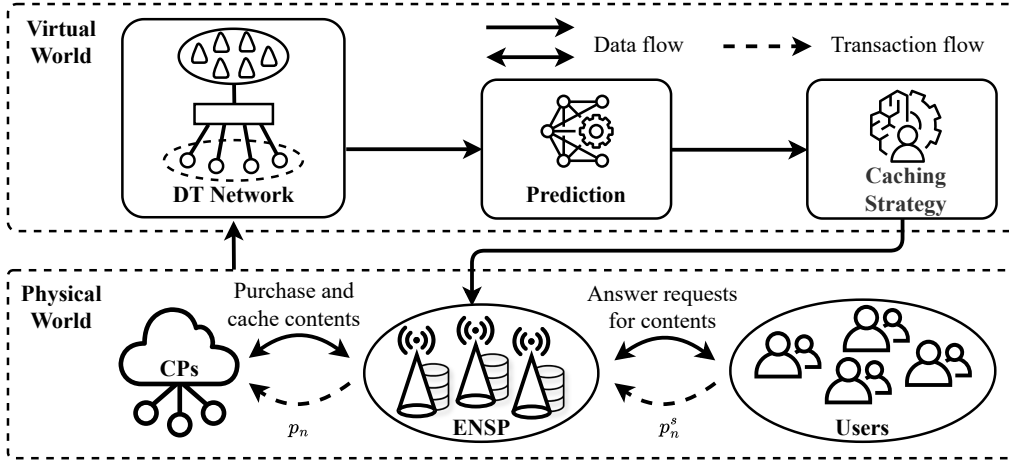 Virtual
World
Data flow
Transaction flow
DT Network
Prediction
Caching
Strategy
Physical
World
Purchase and
cache contents
Answer requests
for contents
CPs
ENSP
Users
p_n
p_n^s